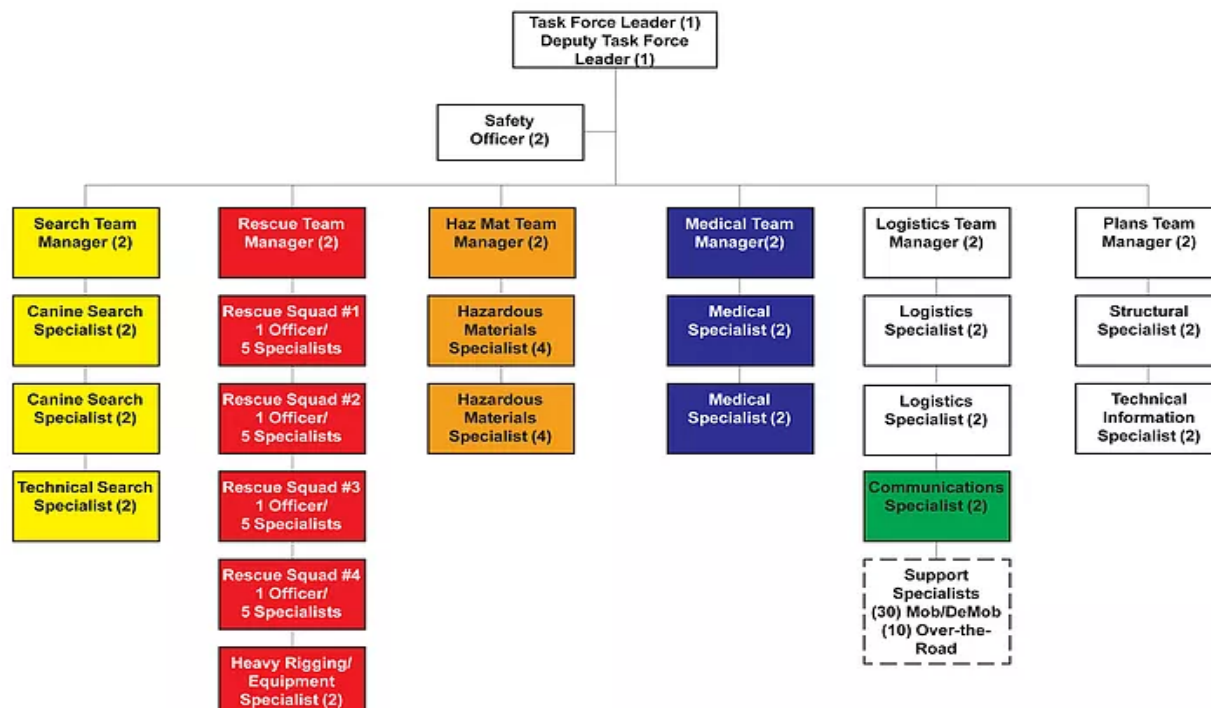 Task Force Leader (1)
Deputy Task Force
Leader (1)
Safety
Officer (2)
Search Team
Manager (2)
Canine Search
Specialist (2)
Canine Search
Specialist (2)
Technical Search
Specialist (2)
Rescue Team
Manager (2)
Rescue Squad #1
1 Officer/
5 Specialists
Rescue Squad #2
1 Officer/
5 Specialists
Rescue Squad #3
1 Officer/
5 Specialists
Rescue Squad #4
1 Officer/
5 Specialists
Heavy Rigging/
Equipment
Specialist (2)
Haz Mat Team
Manager (2)
Hazardous
Materials
Specialist (4)
Hazardous
Materials
Specialist (4)
Medical Team
Manager(2)
Medical
Specialist (2)
Medical
Specialist (2)
Logistics Team
Manager (2)
Logistics
Specialist (2)
Logistics
Specialist (2)
Communications
Specialist (2)
Support
Specialists
(30) Mob/DeMob
(10) Over-the-
Road
Plans Team
Manager (2)
Structural
Specialist (2)
Technical
Information
Specialist (2)